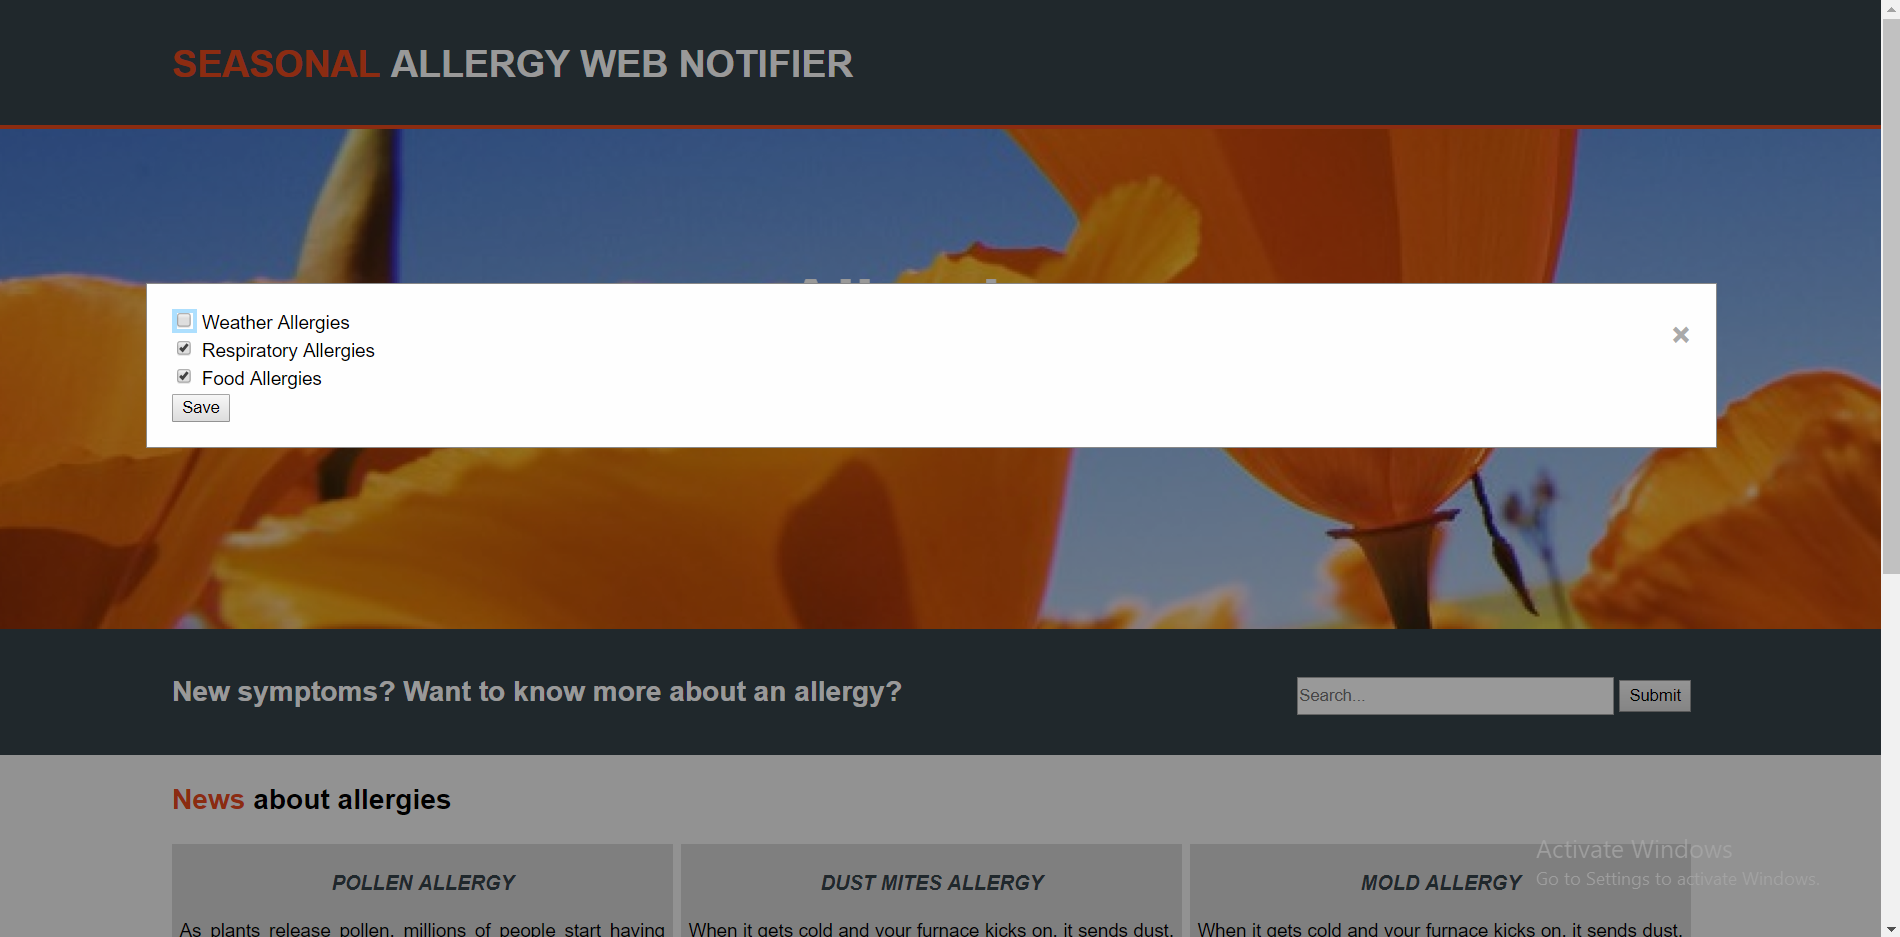 SEASONAL ALLERGY WEB NOTIFIER
Weather Allergies
Respiratory Allergies
Food Allergies
Save
New symptoms? Want to know more about an allergy?
Search...
Submit
News about allergies
POLLEN ALLERGY
As plants release pollen, millions of people start having
DUST MITES ALLERGY
When it gets cold and your furnace kicks on, it sends dust,
MOLD ALLERGY
When it gets cold and your furnace kicks on, it sends dust,
Activate Windows
Go to Settings to activate Windows.